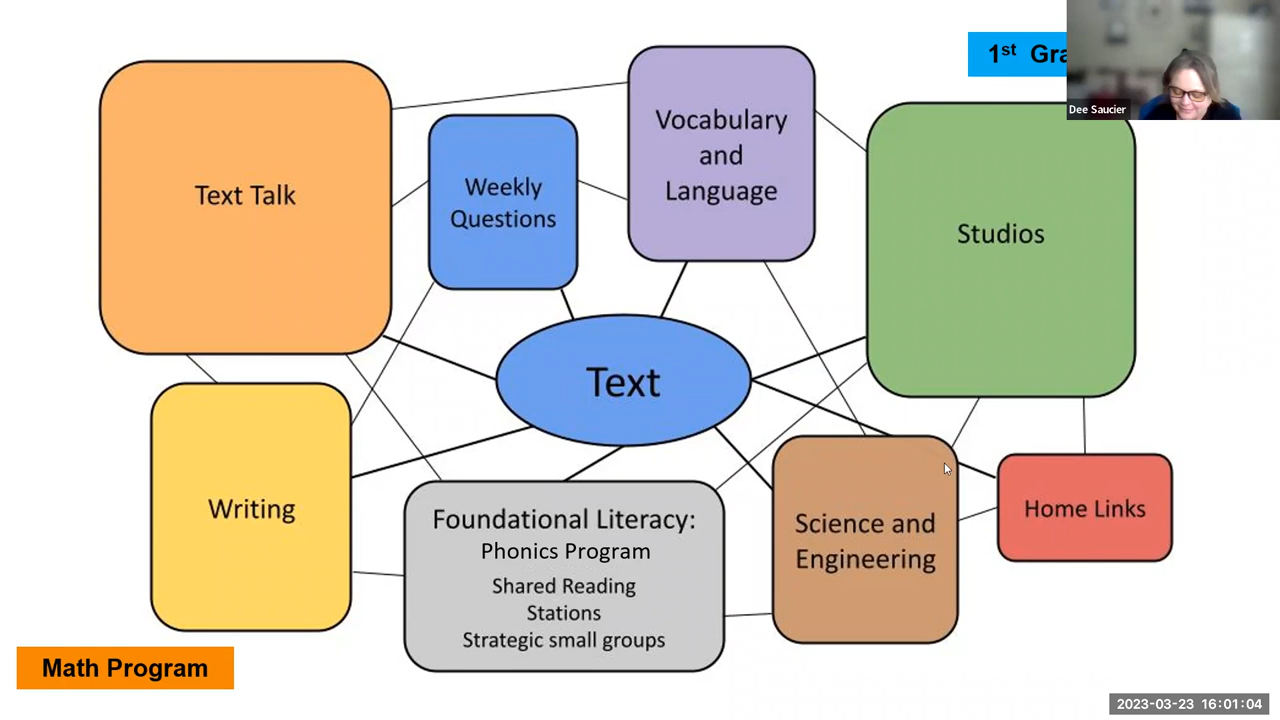 1st Gra
Dee Saucier
Text Talk
Weekly
Questions
Vocabulary
and
Language
Studios
Text
Writing
Foundational Literacy:
Phonics Program
Shared Reading
Stations
Strategic small groups
Science and
Engineering
Home Links
Math Program
2023-03-23 16:01:04